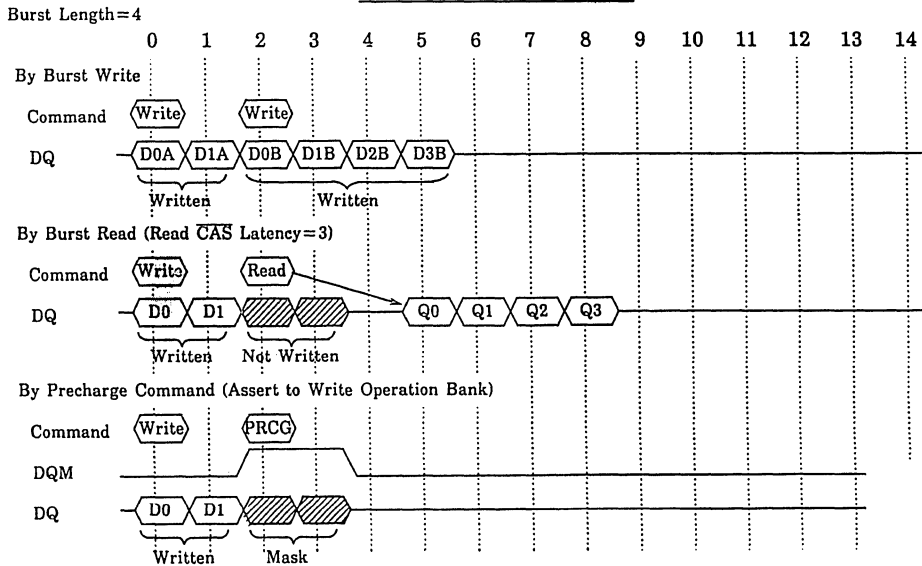 Burst Length=4
0 1 2 3 4 5 6 7 8 9 10 11 12 13 14
By Burst Write
Command Write Write
DQ D0A D1A D0B D1B D2B D3B
Written Written
By Burst Read (Read CAS Latency=3)
Command Write Read
DQ D0 D1 Q0 Q1 Q2 Q3
Written Not Written
By Precharge Command (Assert to Write Operation Bank)
Command Write PRCG
DQM
DQ D0 D1
Written Mask